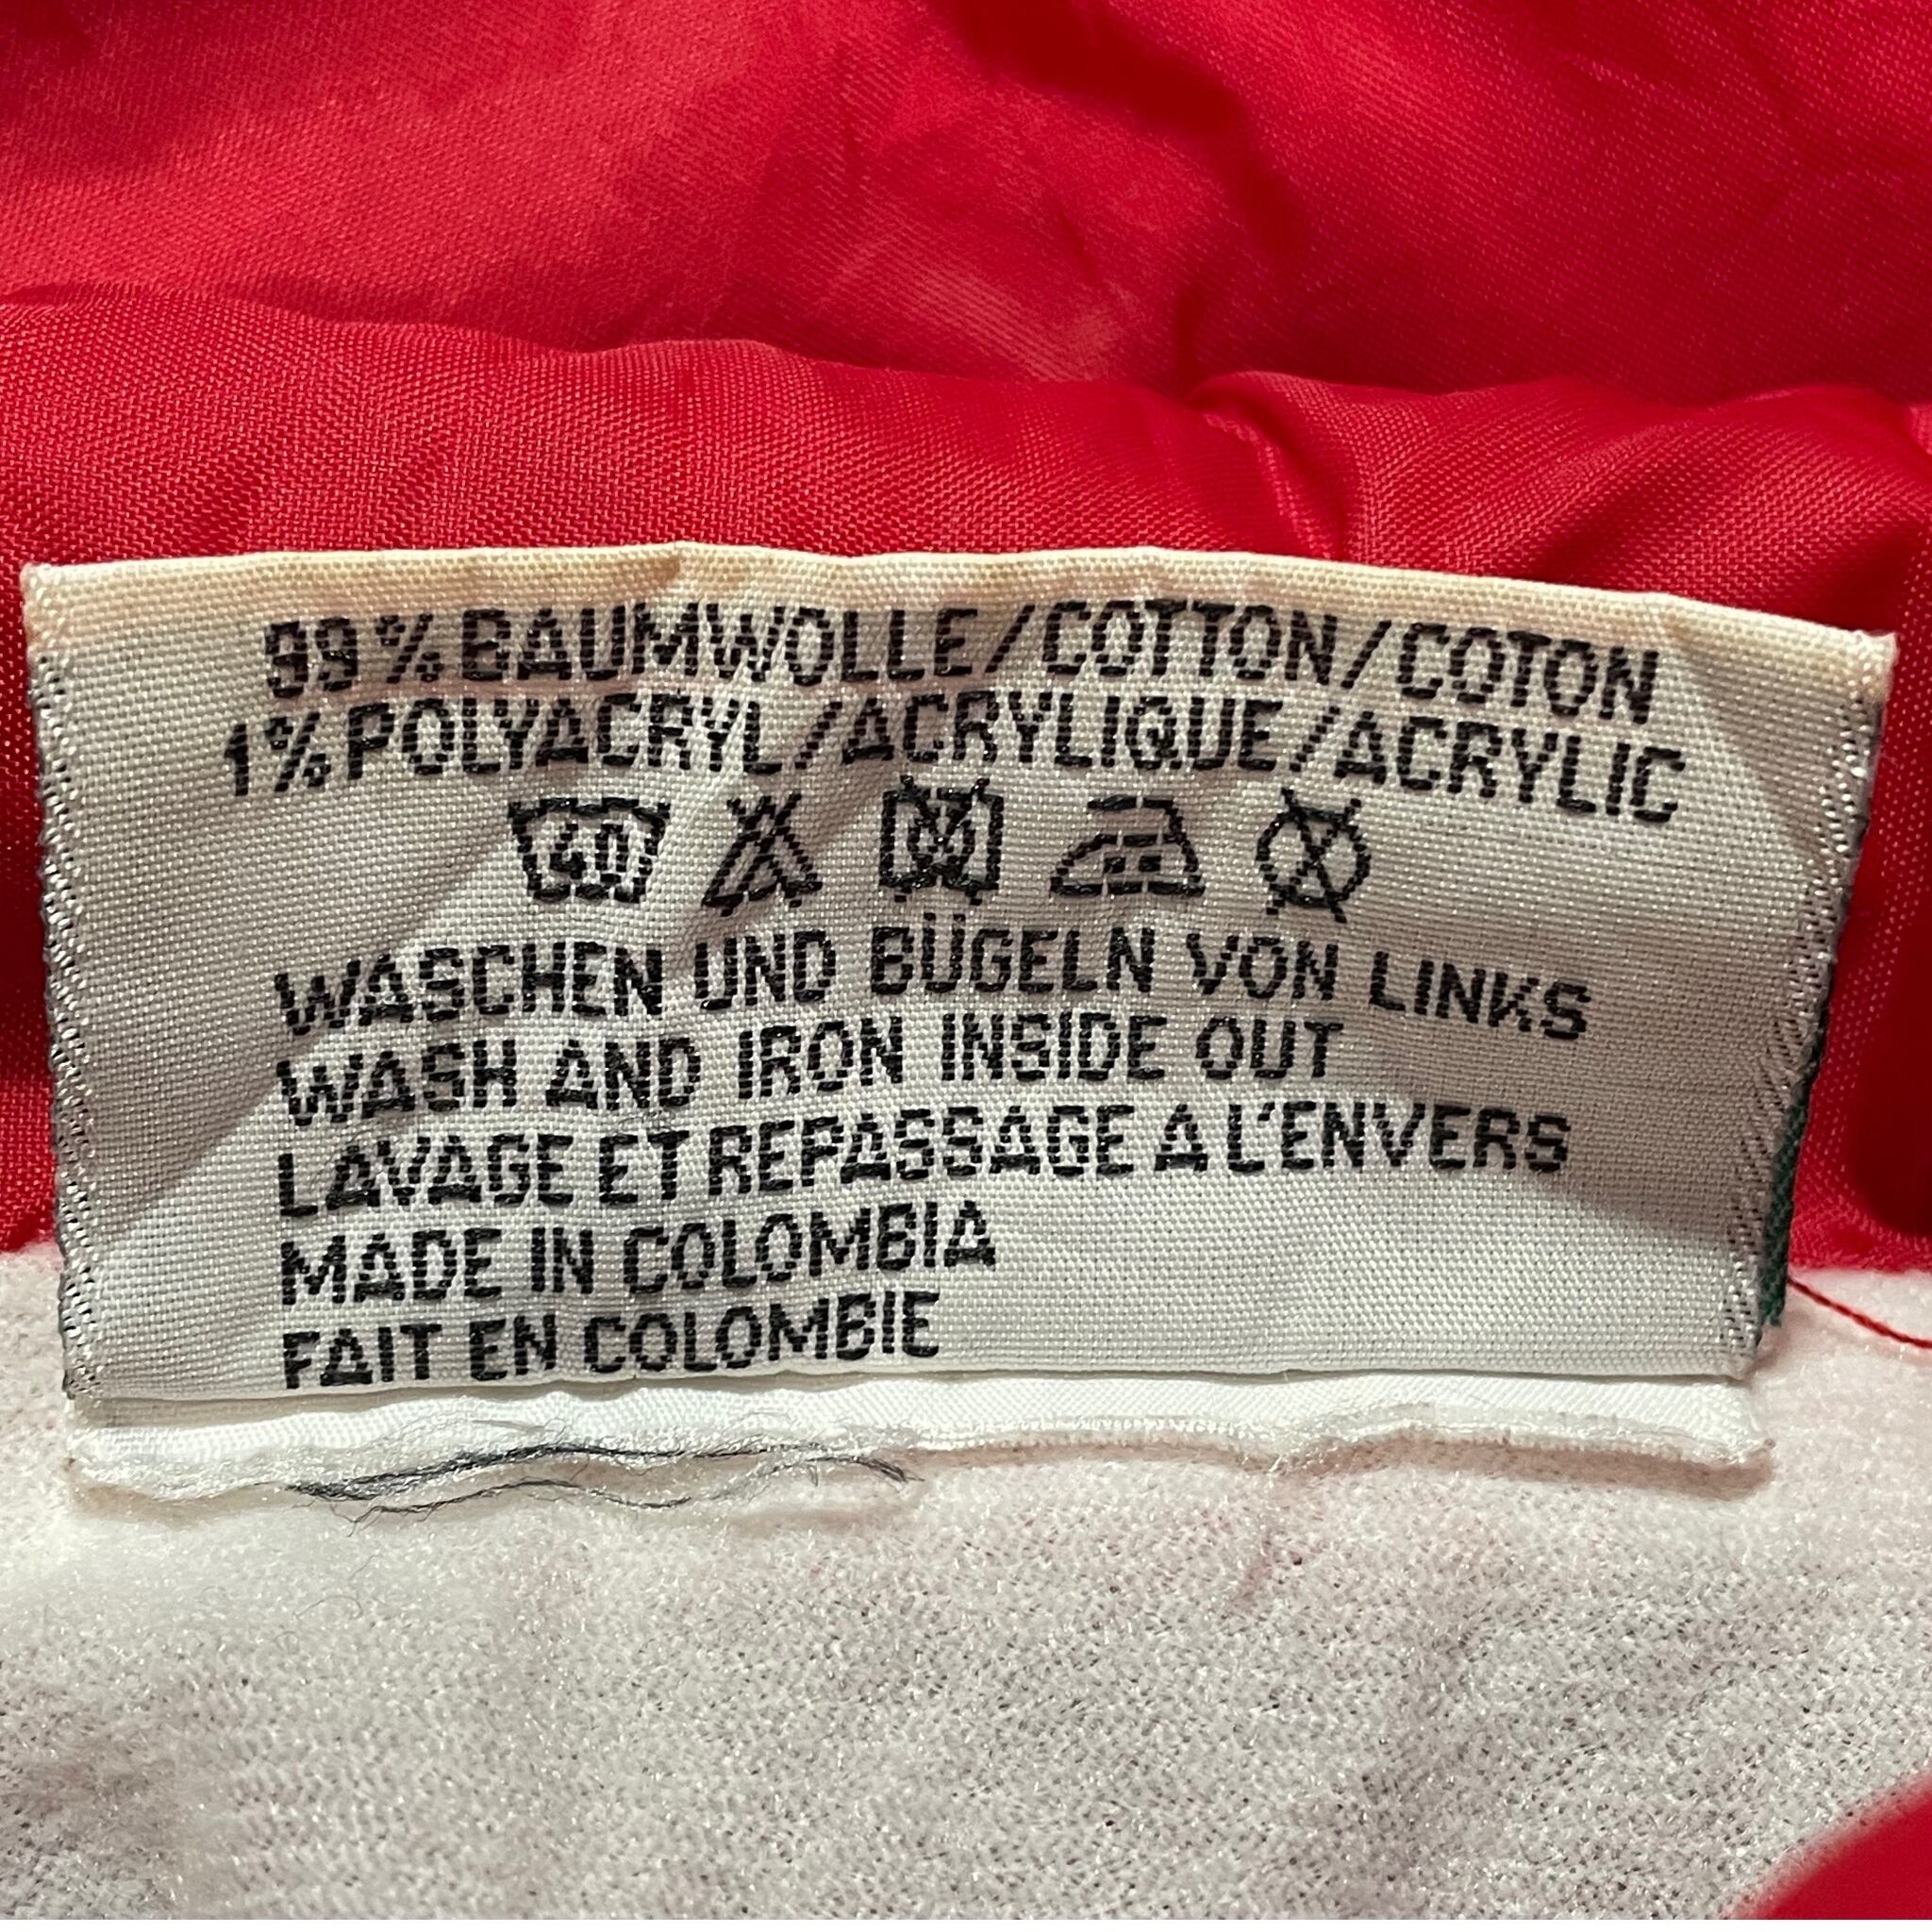 99% BAUMWOLLE/COTTON/COTON
1% POLYACRYL/ACRYLIQUE/ACRYLIC
40
WASCHEN UND BÜGELN VON LINKS
WASH AND IRON INSIDE OUT
LAVAGE ET REPASSAGE A L'ENVERS
MADE IN COLOMBIA
FAIT EN COLOMBIE